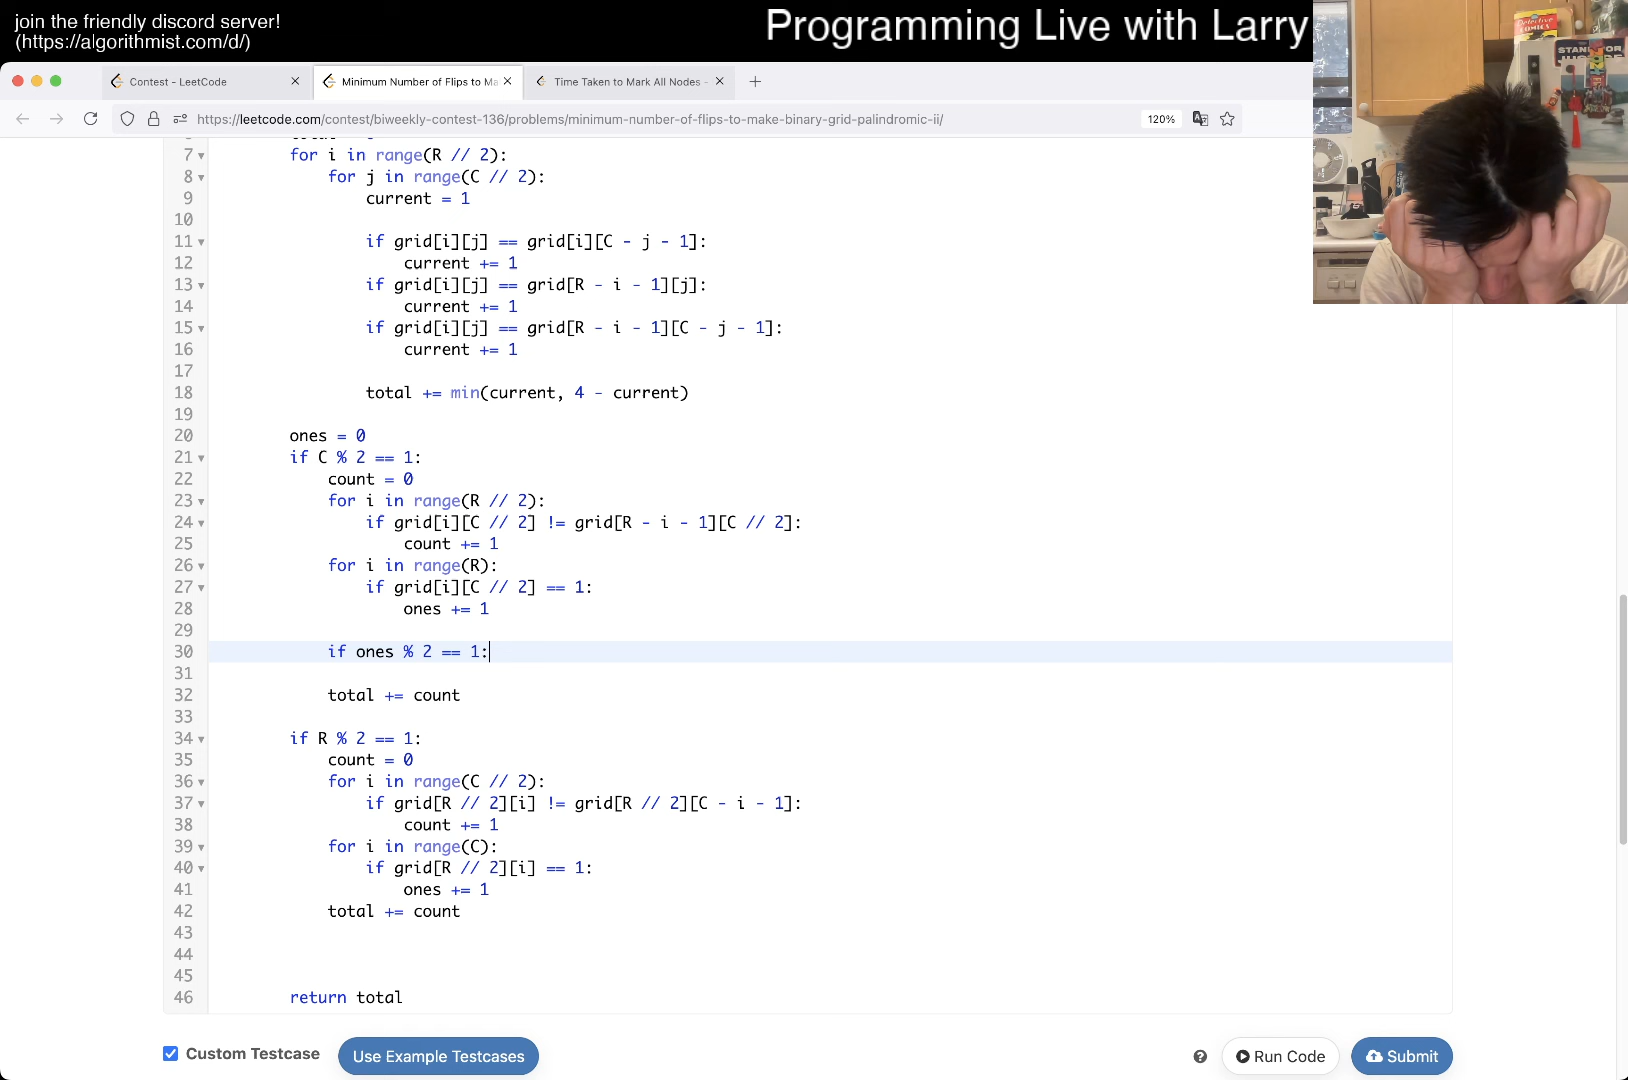 join the friendly discord server!
(https://algorithmist.com/d/)
Programming Live with Larry
Contest - LeetCode
Minimum Number of Flips to Ma
Time Taken to Mark All Nodes -
https://leetcode.com/contest/biweekly-contest-136/problems/minimum-number-of-flips-to-make-binary-grid-palindromic-ii/
120%
7 for i in range(R // 2):
8 for j in range(C // 2):
9 current = 1
10
11 if grid[i][j] == grid[i][C - j - 1]:
12 current += 1
13 if grid[i][j] == grid[R - i - 1][j]:
14 current += 1
15 if grid[i][j] == grid[R - i - 1][C - j - 1]:
16 current += 1
17
18 total += min(current, 4 - current)
19
20 ones = 0
21 if C % 2 == 1:
22 count = 0
23 for i in range(R // 2):
24 if grid[i][C // 2] != grid[R - i - 1][C // 2]:
25 count += 1
26 for i in range(R):
27 if grid[i][C // 2] == 1:
28 ones += 1
29
30 if ones % 2 == 1:
31
32 total += count
33
34 if R % 2 == 1:
35 count = 0
36 for i in range(C // 2):
37 if grid[R // 2][i] != grid[R // 2][C - i - 1]:
38 count += 1
39 for i in range(C):
40 if grid[R // 2][i] == 1:
41 ones += 1
42 total += count
43
44
45
46 return total
Custom Testcase
Use Example Testcases
Run Code
Submit